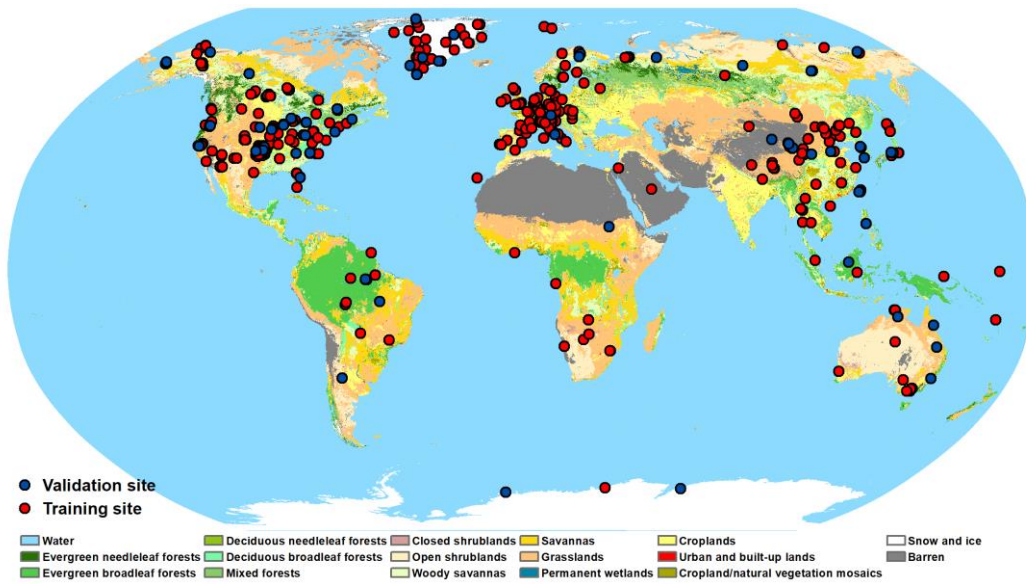 Validation site
Training site
Water
Evergreen needleleaf forests
Evergreen broadleaf forests
Deciduous needleleaf forests
Deciduous broadleaf forests
Mixed forests
Closed shrublands
Open shrublands
Woody savannas
Savannas
Grasslands
Permanent wetlands
Croplands
Urban and built-up lands
Cropland/natural vegetation mosaics
Snow and ice
Barren